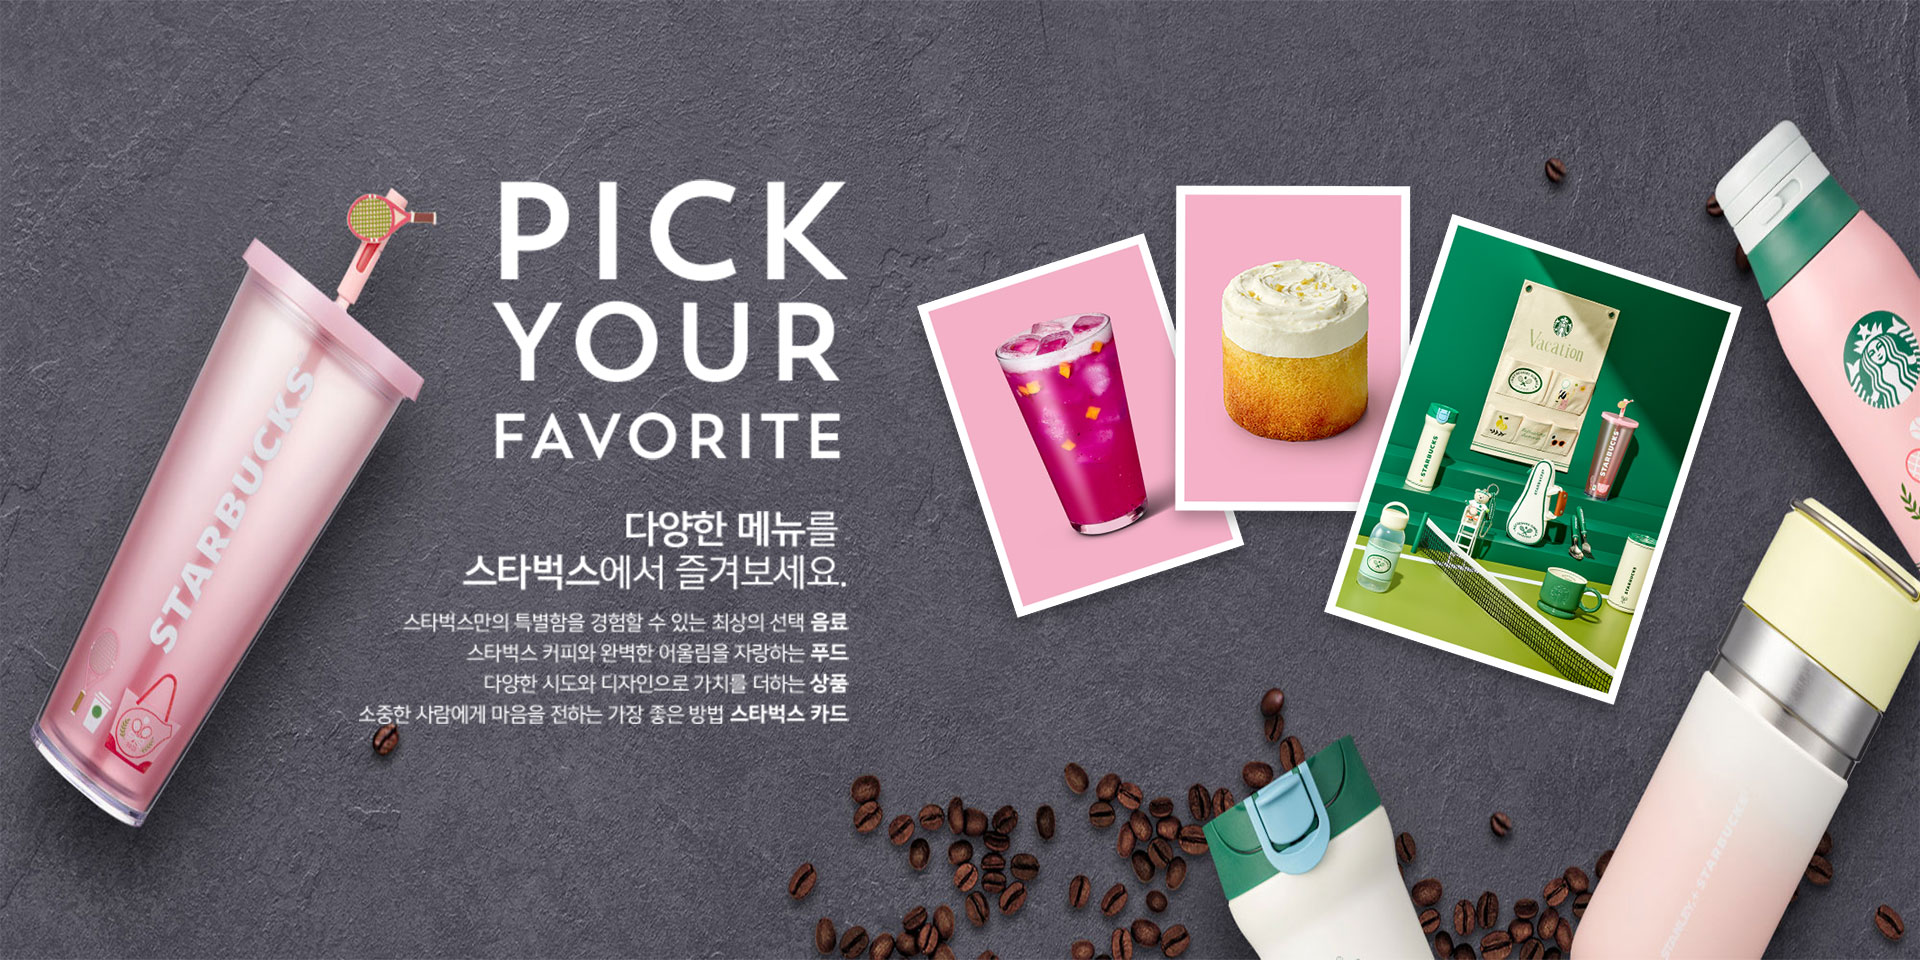 PICK
YOUR
FAVORITE
다양한 메뉴를
스타벅스에서 즐겨보세요.
스타벅스만의 특별함을 경험할 수 있는 최상의 선택 음료
스타벅스 커피와 완벽한 어울림을 자랑하는 푸드
다양한 시도와 디자인으로 가치를 더하는 상품
소중한 사람에게 마음을 전하는 가장 좋은 방법 스타벅스 카드
STARBUCKS
Vacation
STARBUCKS
STARBUCKS
STARBUCKS
STANLEY + STARBUCKS